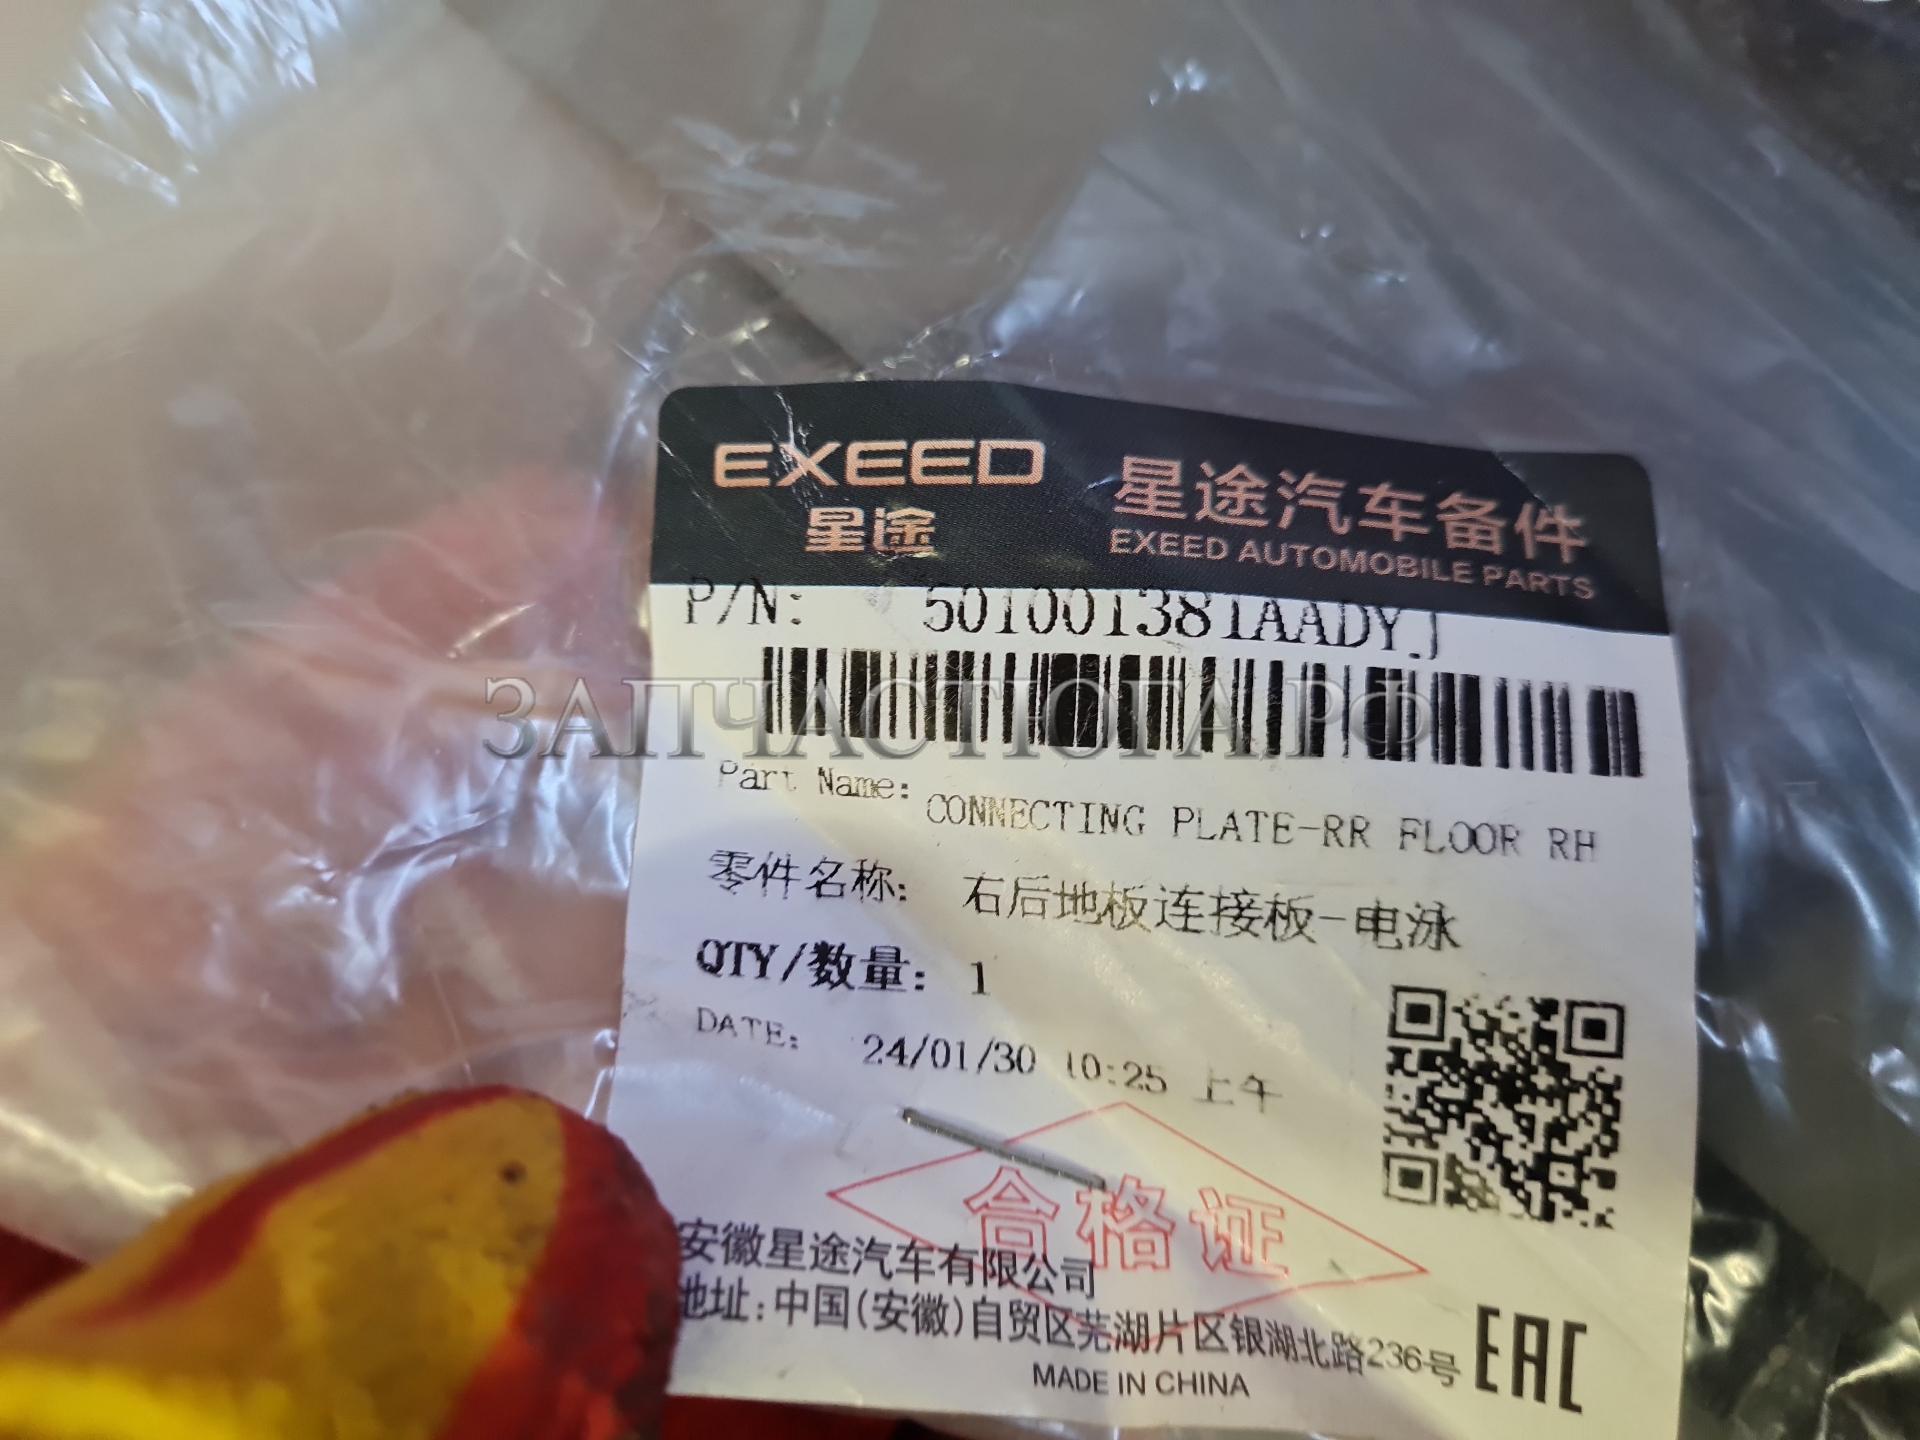 EXEED
星途
星途汽车备件
EXEED AUTOMOBILE PARTS
P/N: 501001381AADYJ
ЗАПЧАСТЮГА.РФ
Part Name: CONNECTING PLATE-RR FLOOR RH
零件名称: 右后地板连接板-电泳
QTY/数量: 1
DATE: 24/01/30 10:25 上午
合格证
安徽星途汽车有限公司
地址:中国(安徽)自贸区芜湖片区银湖北路236号
MADE IN CHINA
EAC